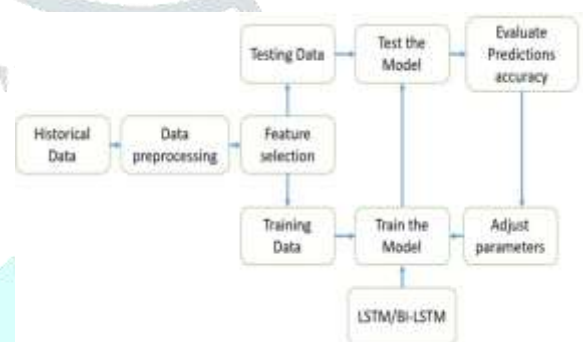 Testing Data
Test the
Model
Evaluate
Predictions
accuracy
Historical
Data
Data
preprocessing
Feature
selection
Training
Data
Train the
Model
Adjust
parameters
LSTM/BI-LSTM